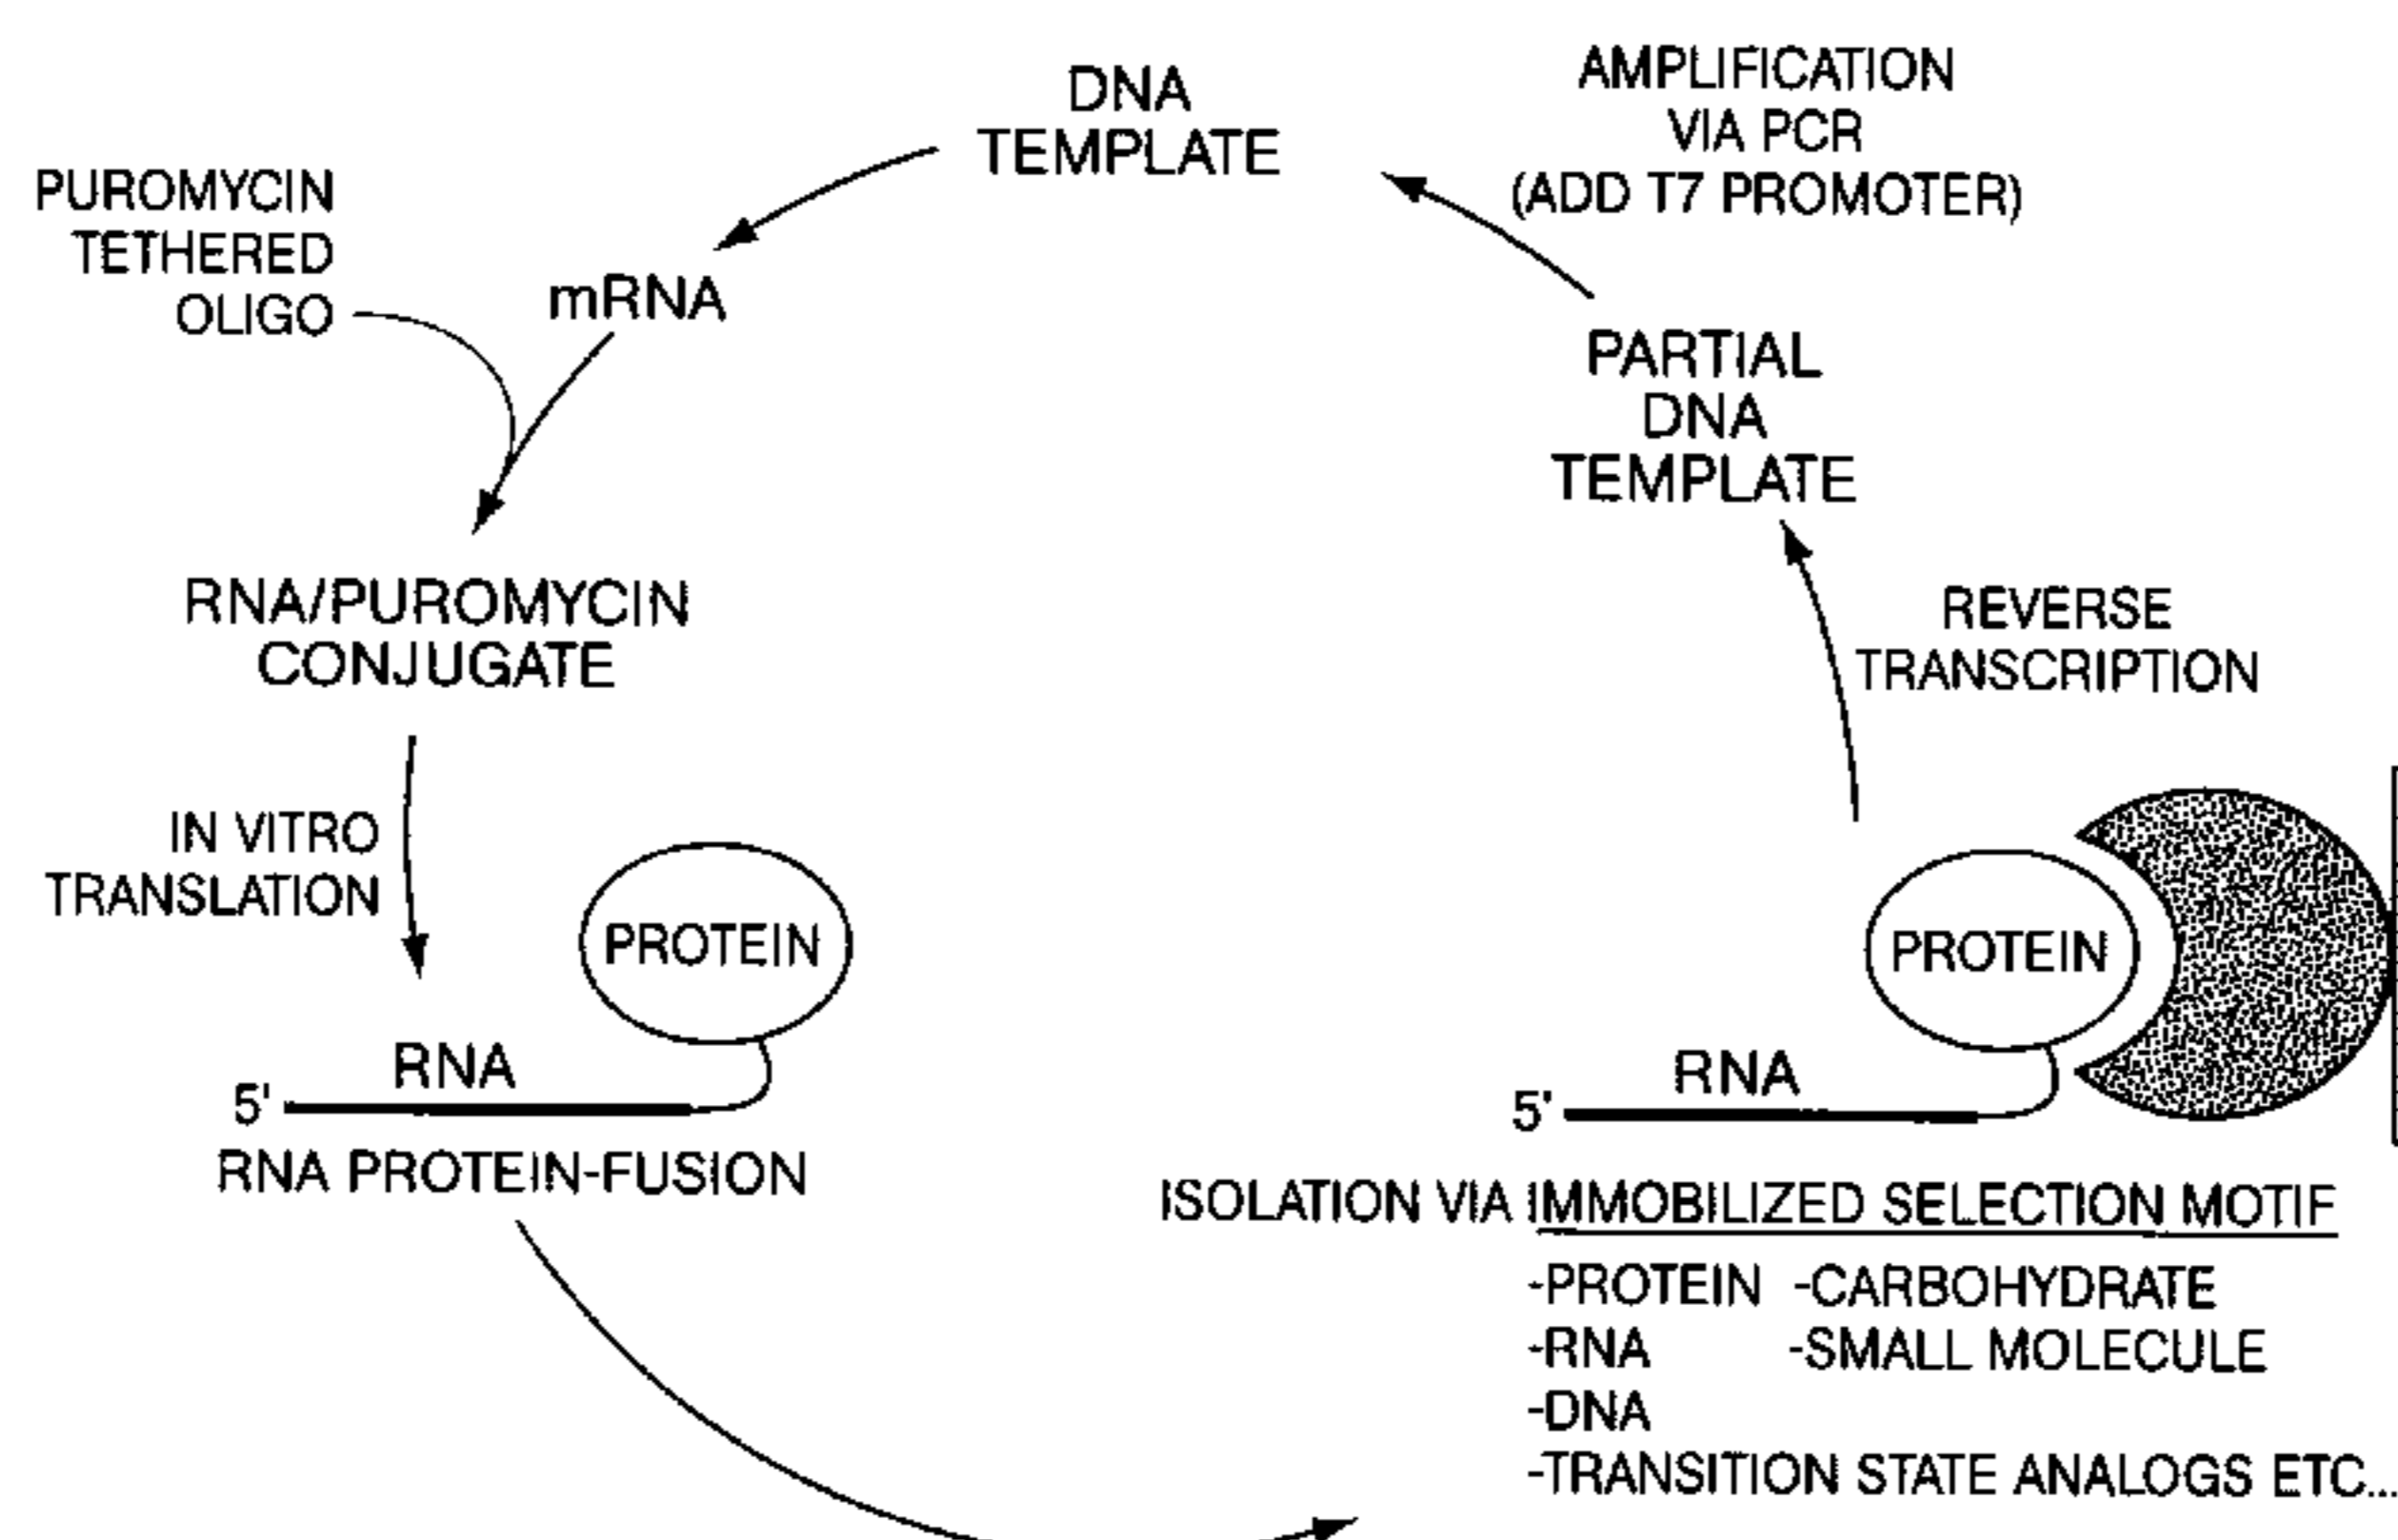 DNA
TEMPLATE
AMPLIFICATION
VIA PCR
(ADD T7 PROMOTER)
PUROMYCIN
TETHERED
OLIGO
mRNA
PARTIAL
DNA
TEMPLATE
RNA/PUROMYCIN
CONJUGATE
REVERSE
TRANSCRIPTION
IN VITRO
TRANSLATION
PROTEIN
RNA
5'
RNA PROTEIN-FUSION
PROTEIN
RNA
5'
ISOLATION VIA IMMOBILIZED SELECTION MOTIF
-PROTEIN -CARBOHYDRATE
-RNA -SMALL MOLECULE
-DNA
-TRANSITION STATE ANALOGS ETC...